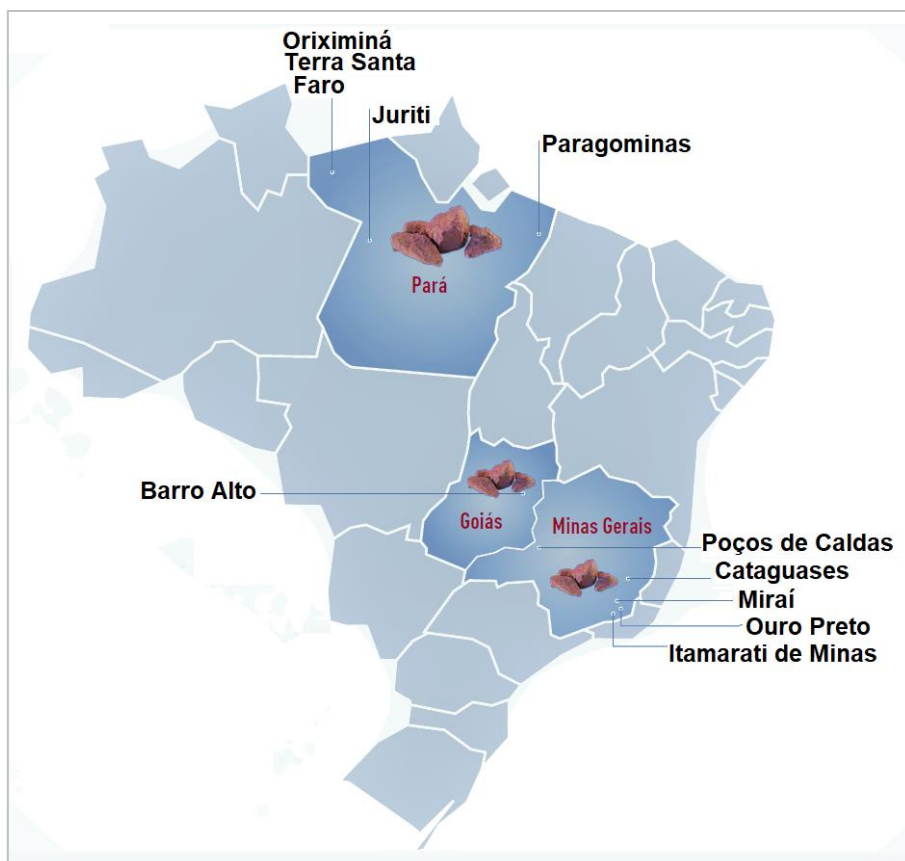 Oriximiná
Terra Santa
Faro
Juriti
Paragominas
Pará
Barro Alto
Goiás
Minas Gerais
Poços de Caldas
Cataguases
Miraí
Ouro Preto
Itamarati de Minas